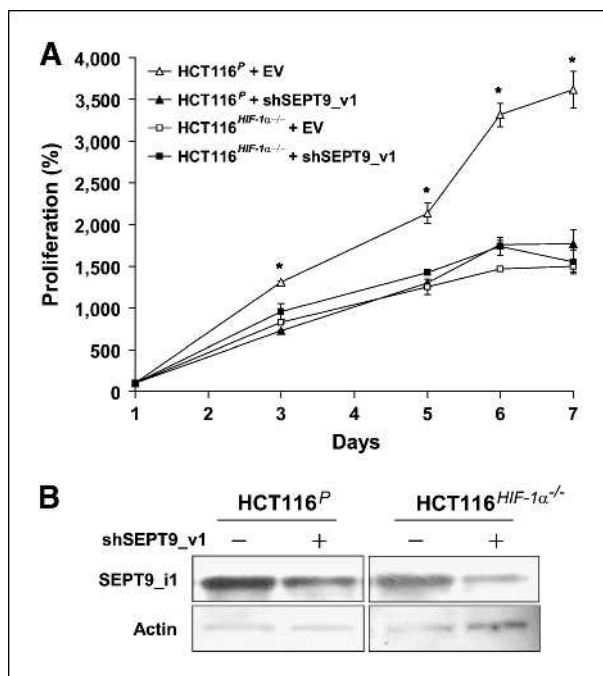 A
4,000
3,500
3,000
2,500
2,000
1,500
1,000
500
0
Proliferation (%)
HCT116P + EV
HCT116P + shSEPT9_v1
HCT116HIF-1α−/− + EV
HCT116HIF-1α−/− + shSEPT9_v1
* * * *
1 2 3 4 5 6 7
Days
B
HCT116P HCT116HIF-1α−/−
shSEPT9_v1 − + − +
SEPT9_i1
Actin